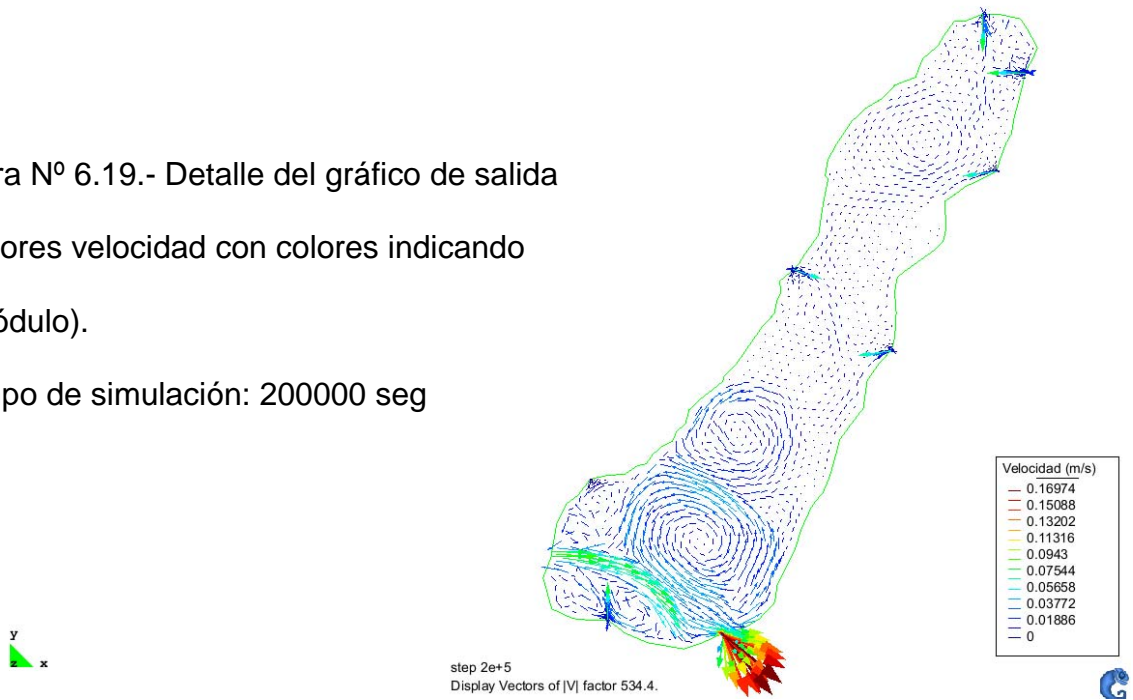 ra Nº 6.19.- Detalle del gráfico de salida
ores velocidad con colores indicando
ódulo).
po de simulación: 200000 seg
Velocidad (m/s)
0.16974
0.15088
0.13202
0.11316
0.0943
0.07544
0.05658
0.03772
0.01886
0
y
z x
step 2e+5
Display Vectors of |V| factor 534.4.